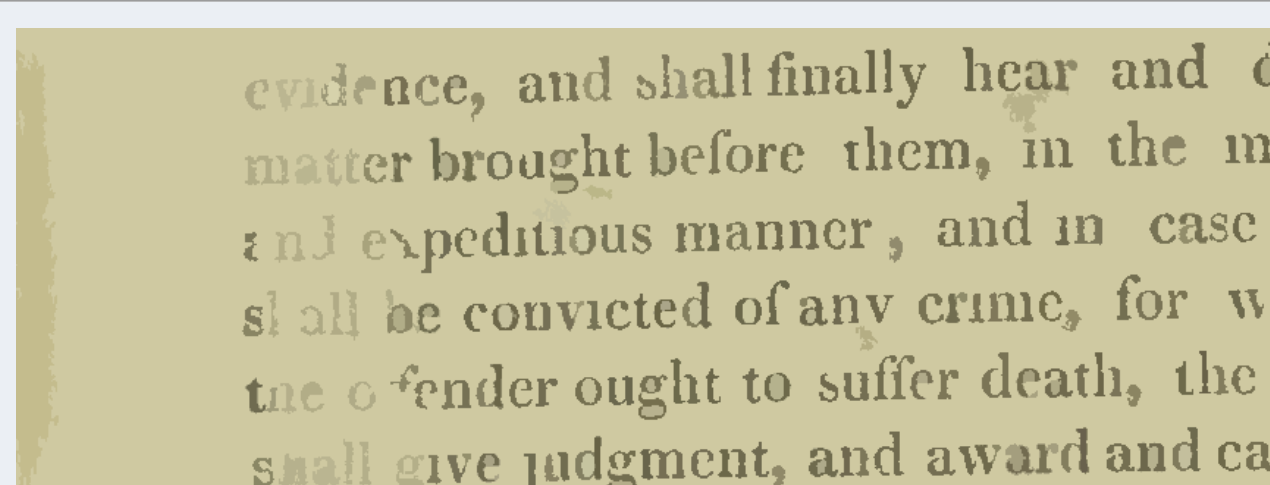 evidence, and shall finally hear and
matter brought before them, in the
and expeditious manner, and in case
shall be convicted of any crime, for
the offender ought to suffer death, the
shall give judgment, and award and